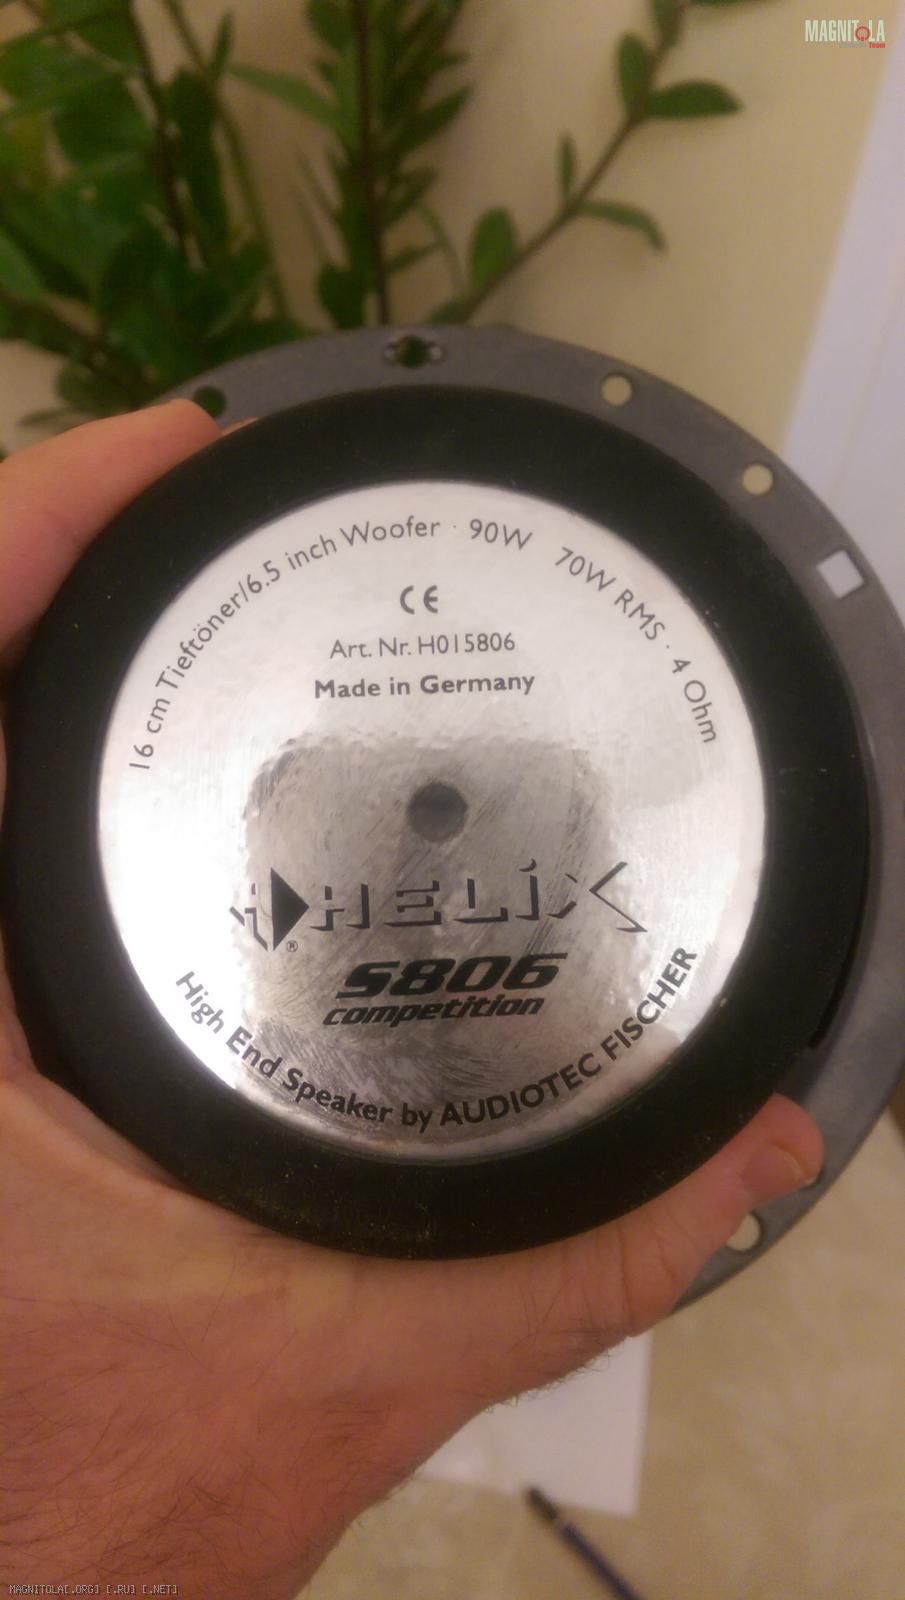 MAGNITOLA
Team
16 cm Tieftöner/6.5 inch Woofer · 90W 70W RMS · 4 Ohm
CE
Art. Nr. H015806
Made in Germany
HELIX
®
S806
competition
High End Speaker by AUDIOTEC FISCHER
MAGNITOLA[.ORG] [.RU] [.NET]